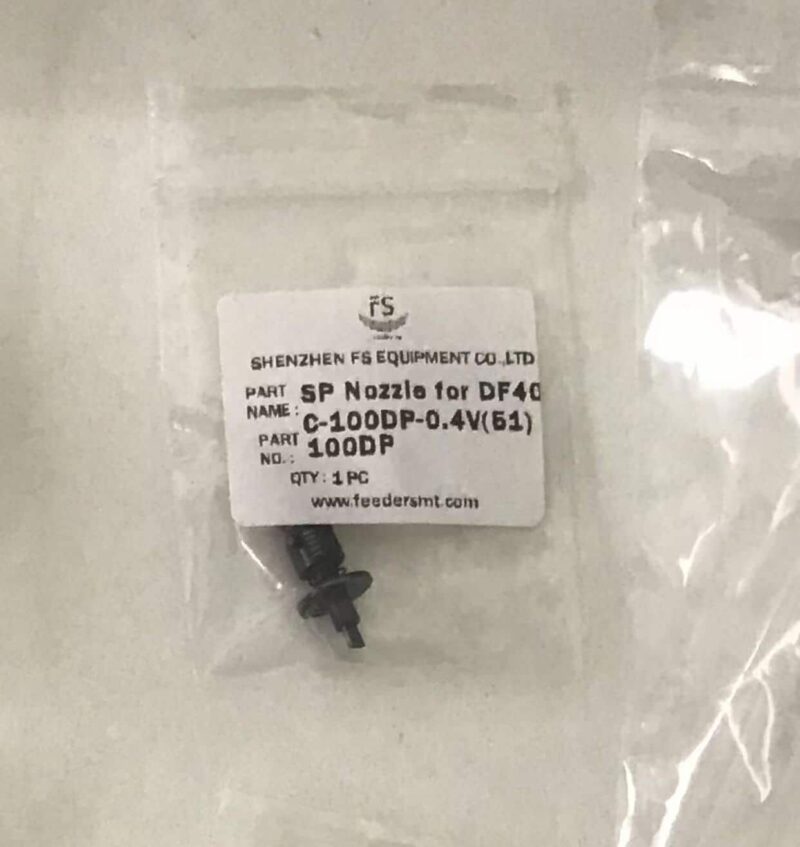 FS
SHENZHEN FS EQUIPMENT CO.,LTD
PART NAME: SP Nozzle for DF40
C-100DP-0.4V(51)
PART NO.: 100DP
QTY: 1 PC
www.feedersmt.com